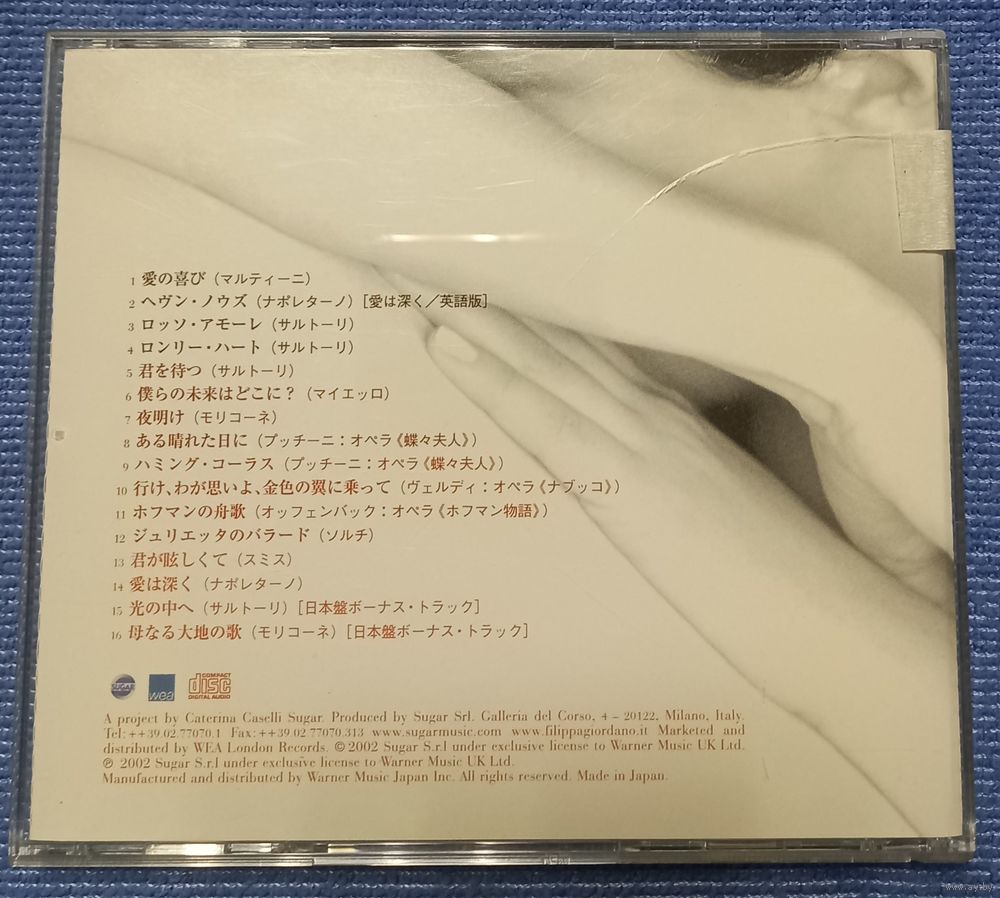 1 愛の喜び（マルティーニ）
2 ヘヴン・ノウズ（ナポレターノ）［愛は深く／英語版］
3 ロッソ・アモーレ（サルトーリ）
4 ロンリー・ハート（サルトーリ）
5 君を待つ（サルトーリ）
6 僕らの未来はどこに？（マイエッロ）
7 夜明け（モリコーネ）
8 ある晴れた日に（プッチーニ：オペラ《蝶々夫人》）
9 ハミング・コーラス（プッチーニ：オペラ《蝶々夫人》）
10 行け、わが思いよ、金色の翼に乗って（ヴェルディ：オペラ《ナブッコ》）
11 ホフマンの舟歌（オッフェンバック：オペラ《ホフマン物語》）
12 ジュリエッタのバラード（ソルチ）
13 君が眩しくて（スミス）
14 愛は深く（ナポレターノ）
15 光の中へ（サルトーリ）［日本盤ボーナス・トラック］
16 母なる大地の歌（モリコーネ）［日本盤ボーナス・トラック］
SUGAR wea COMPACT disc DIGITAL AUDIO
A project by Caterina Caselli Sugar. Produced by Sugar Srl. Galleria del Corso, 4 – 20122, Milano, Italy.
Tel: ++39.02.77070.1 Fax: ++39.02.77070.313 www.sugarmusic.com www.filippagiordano.it Marketed and
distributed by WEA London Records. © 2002 Sugar S.r.l under exclusive license to Warner Music UK Ltd.
℗ 2002 Sugar S.r.l under exclusive license to Warner Music UK Ltd.
Manufactured and distributed by Warner Music Japan Inc. All rights reserved. Made in Japan.
www.ay.by